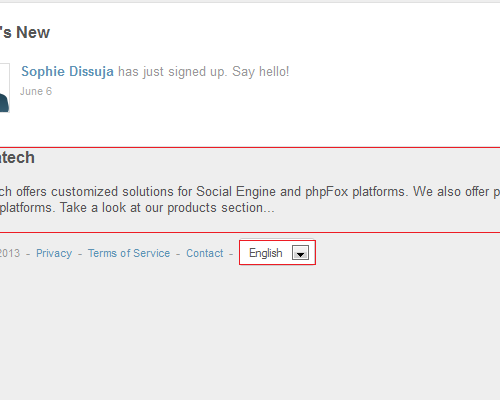 's New
Sophie Dissuja has just signed up. Say hello!
June 6
tech
ch offers customized solutions for Social Engine and phpFox platforms. We also offer p
platforms. Take a look at our products section...
2013 - Privacy - Terms of Service - Contact - English